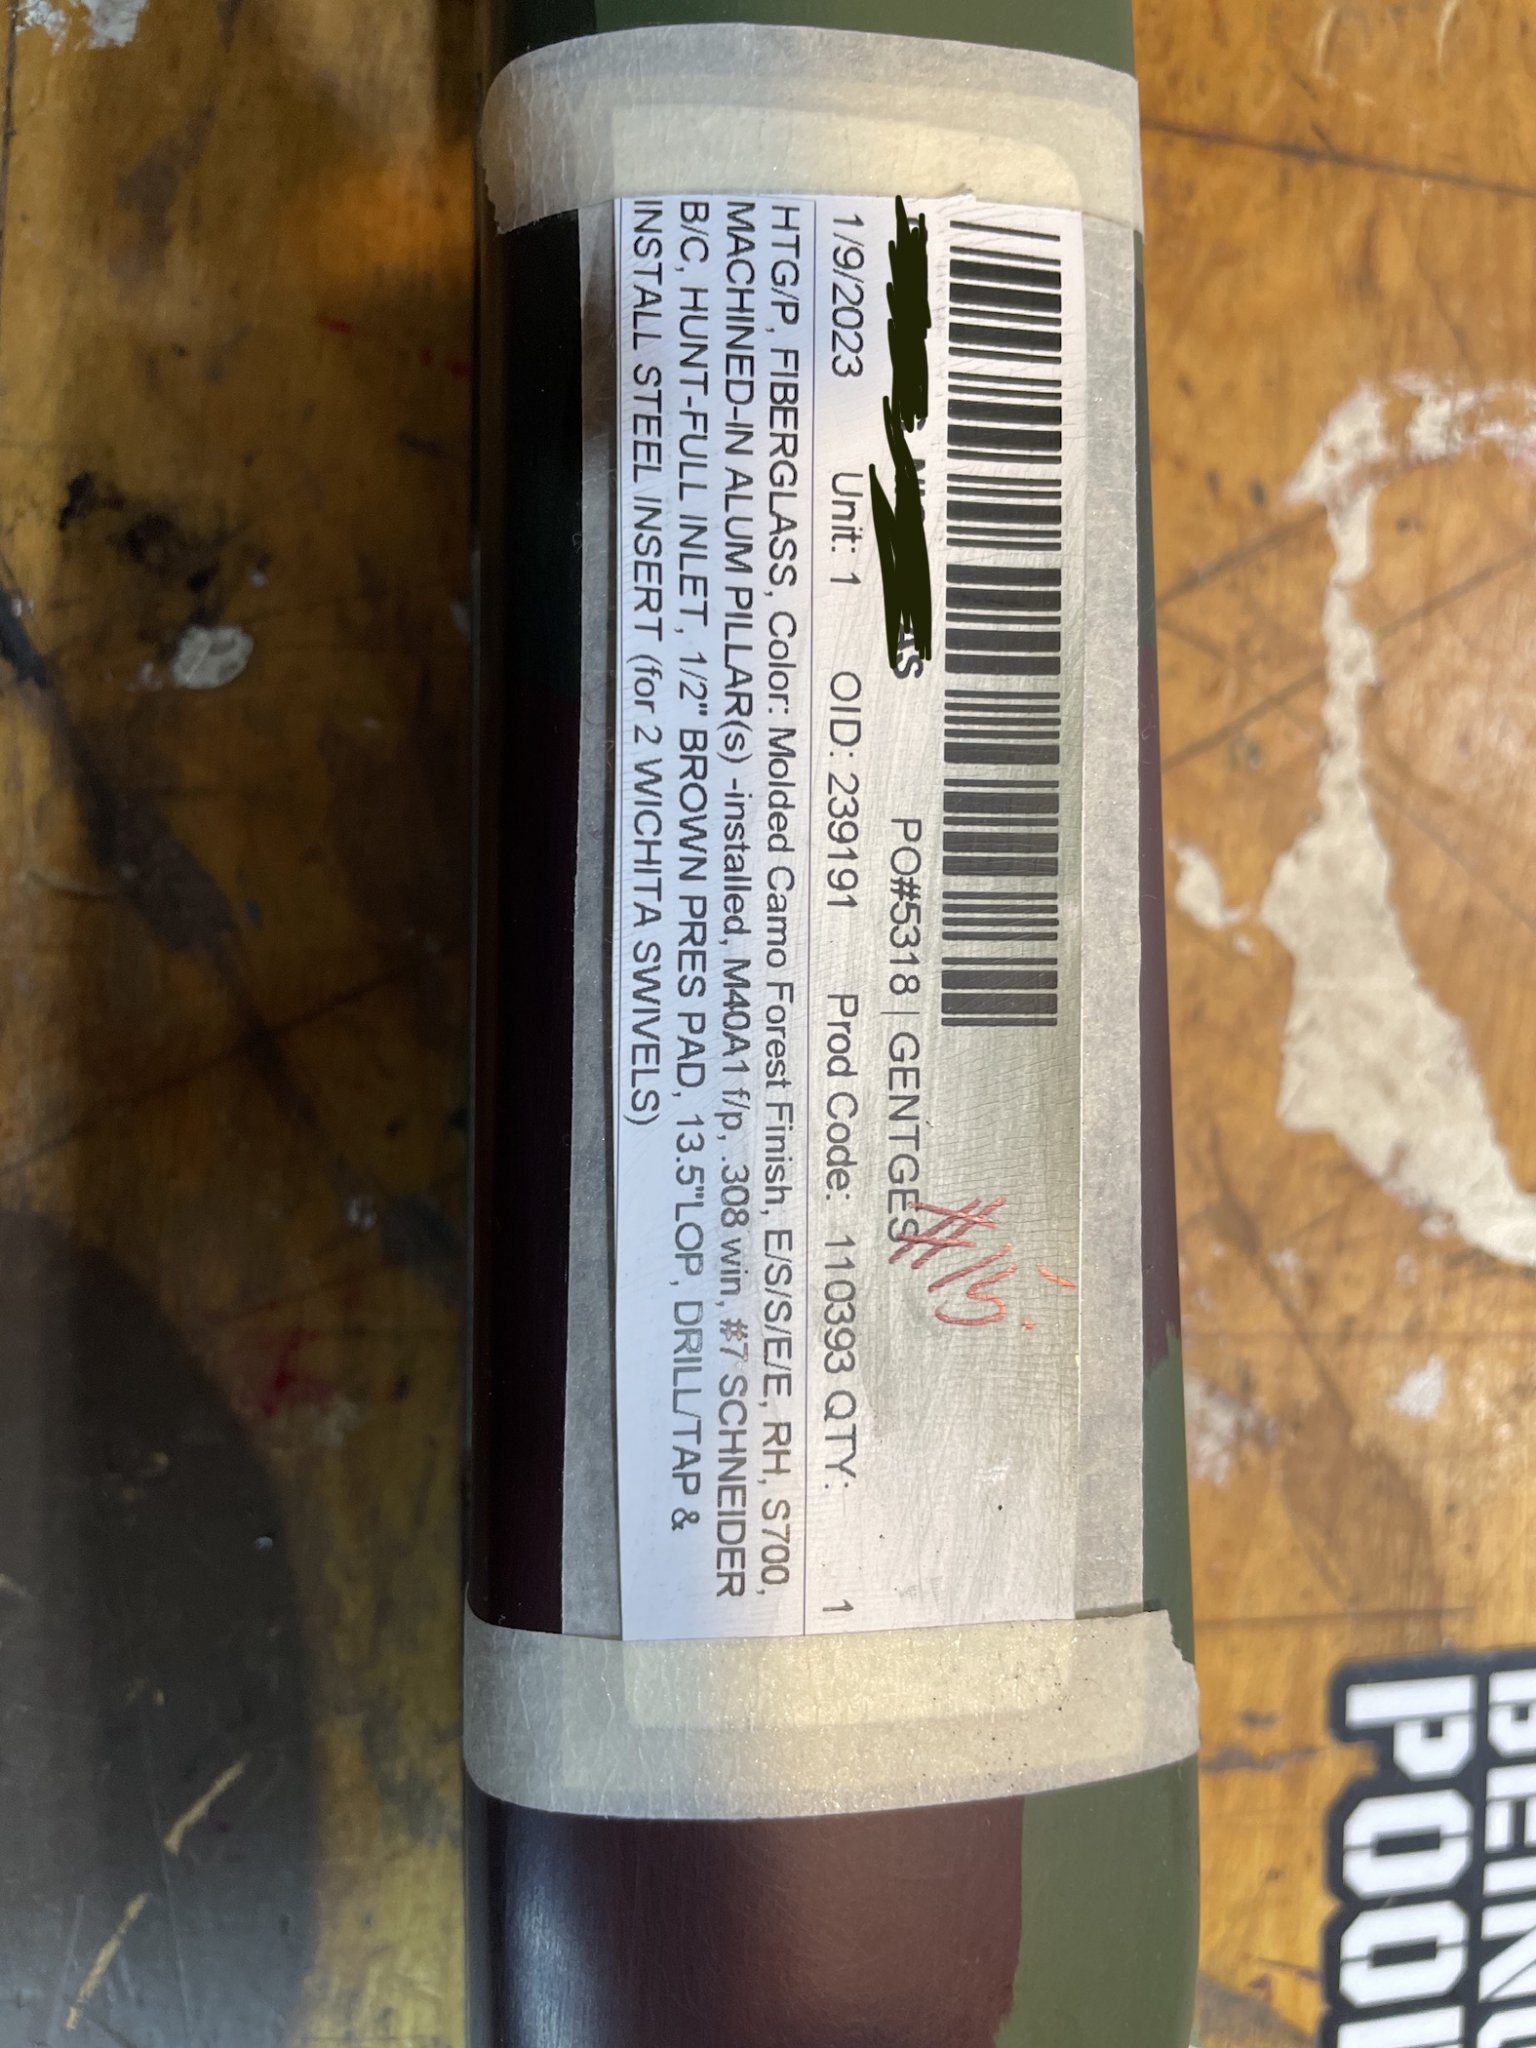 PO#5318 | GENTGES
#15
1/9/2023 Unit: 1 OID: 239191 Prod Code: 110393 QTY: 1
HTG/P, FIBERGLASS, Color: Molded Camo Forest Finish, E/S/S/E/E, RH, S700,
MACHINED-IN ALUM PILLAR(s) -installed, M40A1 f/p, .308 win, #7 SCHNEIDER
B/C, HUNT-FULL INLET, 1/2" BROWN PRES PAD, 13.5"LOP, DRILL/TAP &
INSTALL STEEL INSERT (for 2 WICHITA SWIVELS)